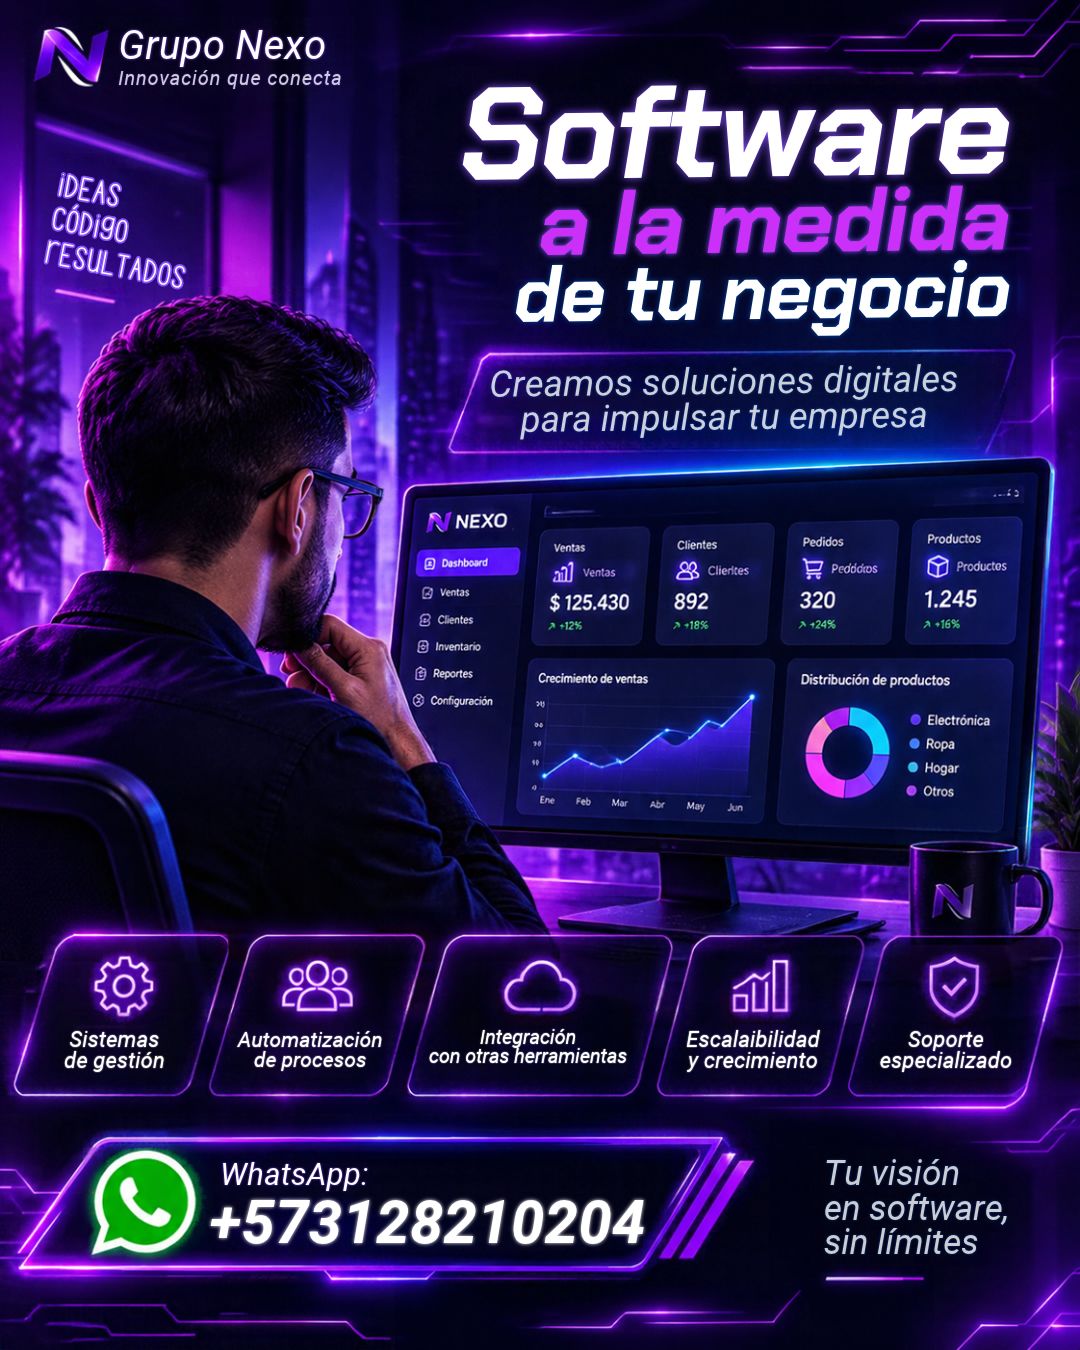 Grupo Nexo
Innovación que conecta
Software
a la medida
de tu negocio
IDEAS
CÓDIGO
RESULTADOS
Creamos soluciones digitales
para impulsar tu empresa
NEXO
Dashboard
Ventas
Clientes
Inventario
Reportes
Configuración
Ventas
Ventas
$ 125.430
+12%
Clientes
Clieňtes
892
+18%
Pedidos
320
+24%
Productos
Productos
1.245
+16%
Crecimiento de ventas
Ene Feb Mar Abr May Jun
Distribución de productos
Electrónica
Ropa
Hogar
Otros
N
Sistemas
de gestión
Automatización
de procesos
Integración
con otras herramientas
Escalaibilidad
y crecimiento
Soporte
especializado
WhatsApp:
+573128210204
Tu visión
en software,
sin límites